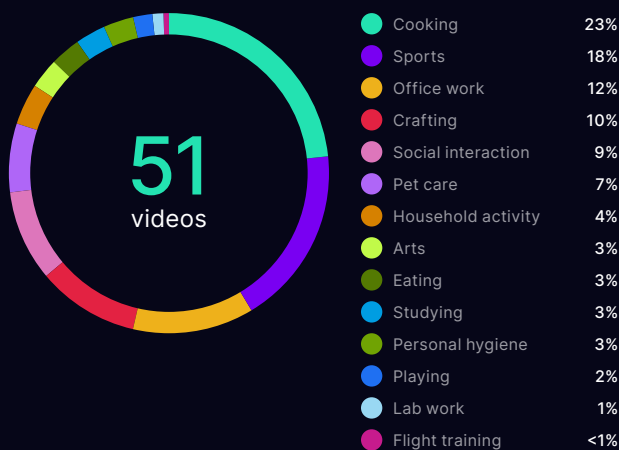 51
videos
Cooking 23%
Sports 18%
Office work 12%
Crafting 10%
Social interaction 9%
Pet care 7%
Household activity 4%
Arts 3%
Eating 3%
Studying 3%
Personal hygiene 3%
Playing 2%
Lab work 1%
Flight training <1%